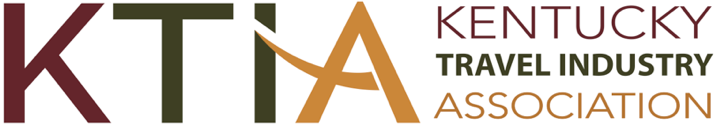 KTIA
KENTUCKY
TRAVEL INDUSTRY
ASSOCIATION